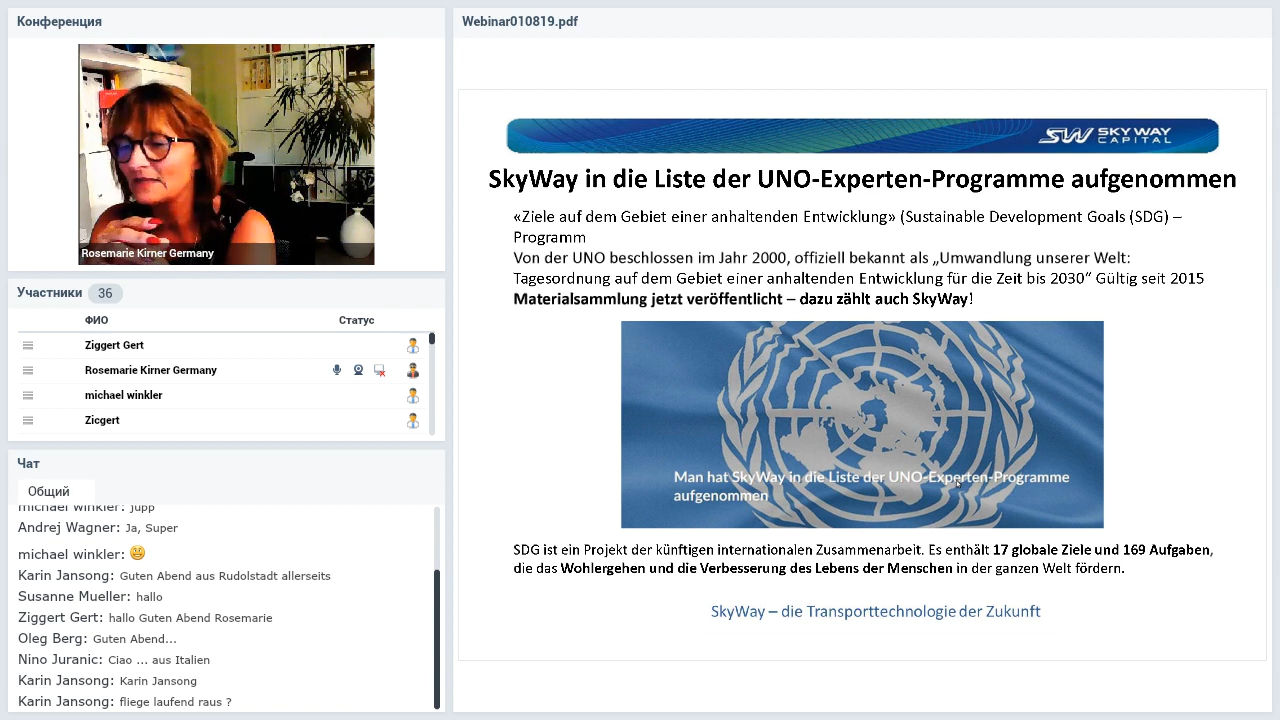 Конференция
Rosemarie Kirner Germany
Участники 36
ФИО Статус
Ziggert Gert
Rosemarie Kirner Germany
michael winkler
Zicgert
Чат
Общий
michael winkler: jupp
Andrej Wagner: Ja, Super
michael winkler:
Karin Jansong: Guten Abend aus Rudolstadt allerseits
Susanne Mueller: hallo
Ziggert Gert: hallo Guten Abend Rosemarie
Oleg Berg: Guten Abend...
Nino Juranic: Ciao ... aus Italien
Karin Jansong: Karin Jansong
Karin Jansong: fliege laufend raus ?
Webinar010819.pdf
SW SKY WAY
CAPITAL
SkyWay in die Liste der UNO-Experten-Programme aufgenommen
«Ziele auf dem Gebiet einer anhaltenden Entwicklung» (Sustainable Development Goals (SDG) –
Programm
Von der UNO beschlossen im Jahr 2000, offiziell bekannt als „Umwandlung unserer Welt:
Tagesordnung auf dem Gebiet einer anhaltenden Entwicklung für die Zeit bis 2030“ Gültig seit 2015
Materialsammlung jetzt veröffentlicht – dazu zählt auch SkyWay!
Man hat SkyWay in die Liste der UNO-Experten-Programme
aufgenommen
SDG ist ein Projekt der künftigen internationalen Zusammenarbeit. Es enthält 17 globale Ziele und 169 Aufgaben,
die das Wohlergehen und die Verbesserung des Lebens der Menschen in der ganzen Welt fördern.
SkyWay – die Transporttechnologie der Zukunft